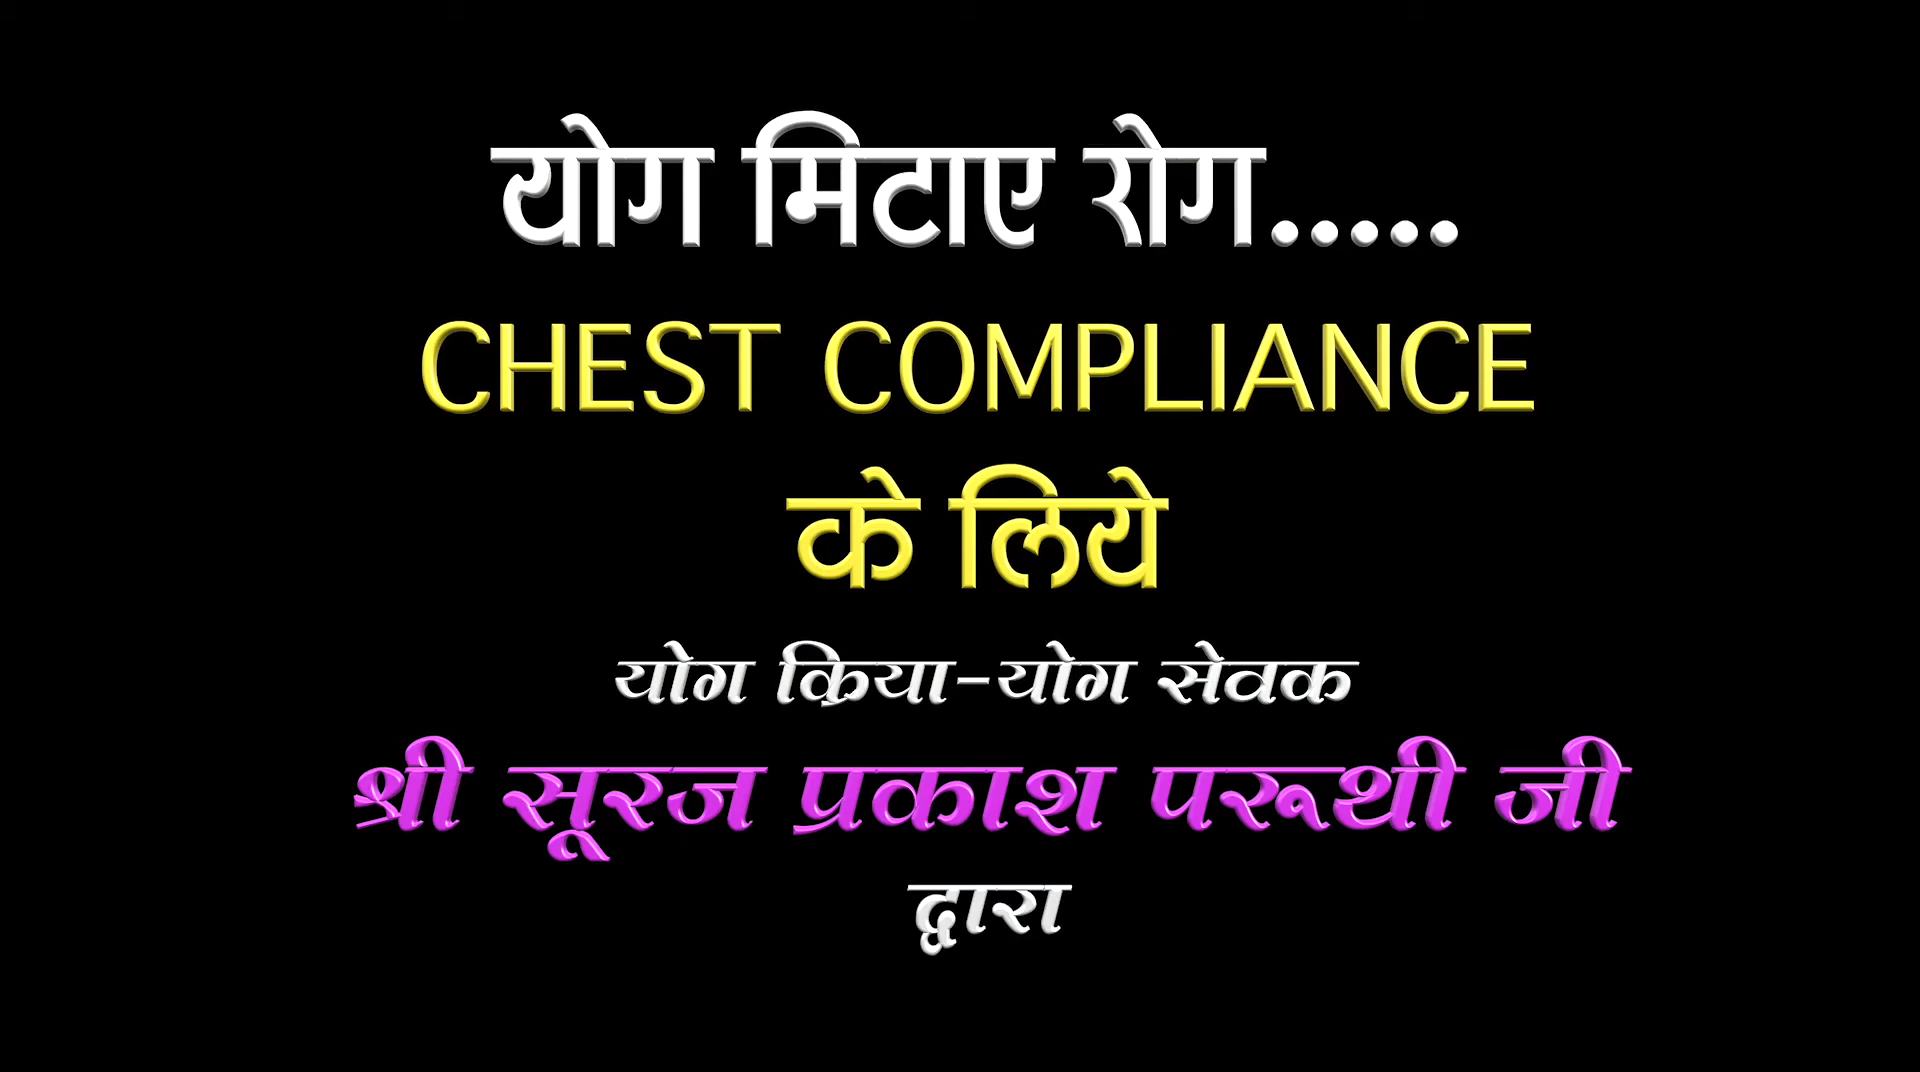 योग मिटाए रोग.....
CHEST COMPLIANCE
के लिये
योग क्रिया-योग सेवक
श्री सूरज प्रकाश परूथी जी
द्वारा